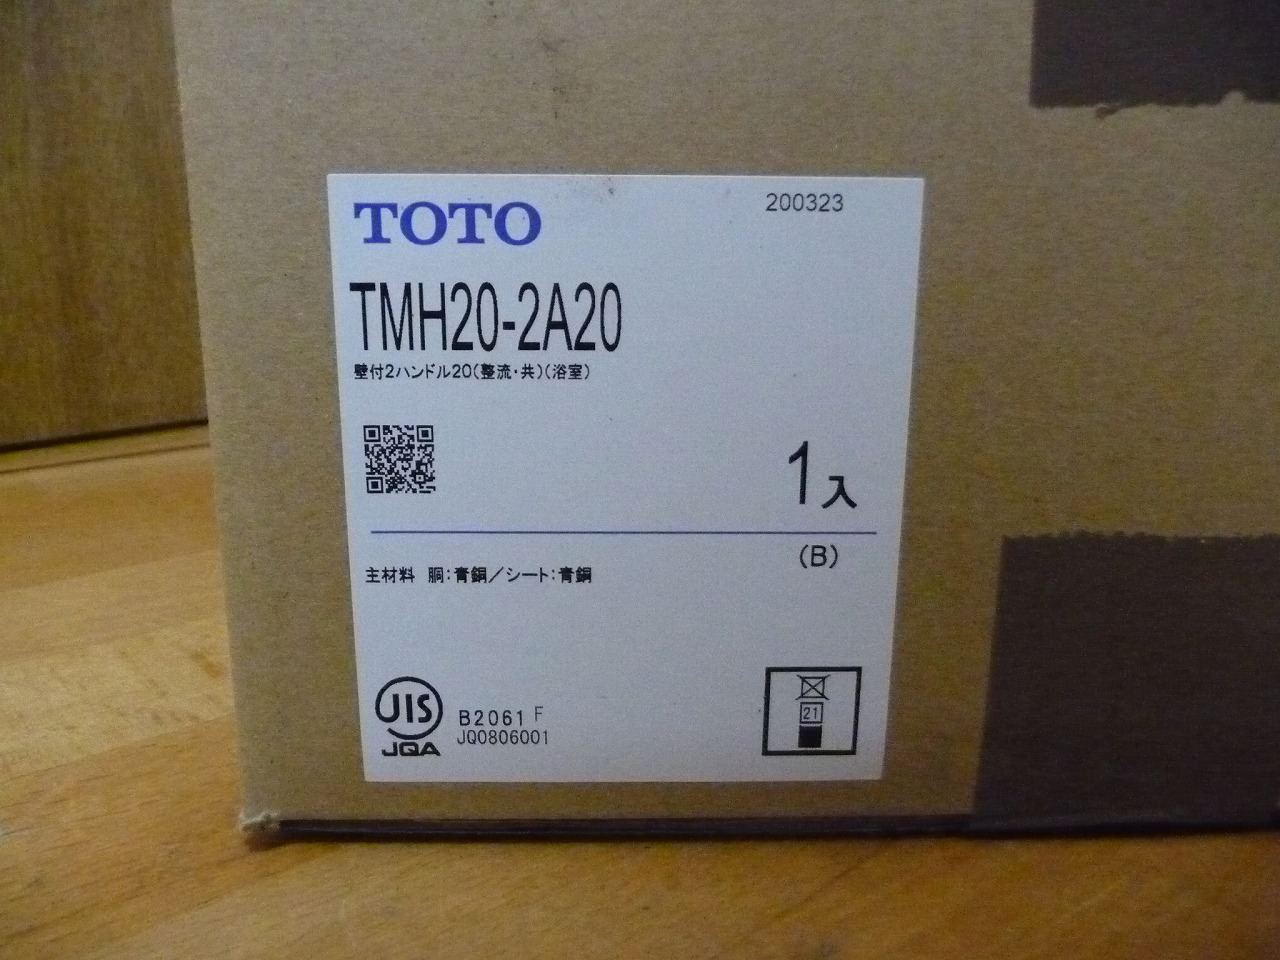 TOTO
200323
TMH20-2A20
壁付2ハンドル20(整流・共)(浴室)
1入
(B)
主材料 胴:青銅/シート:青銅
JIS
JQA
B2061 F
JQ0806001
21